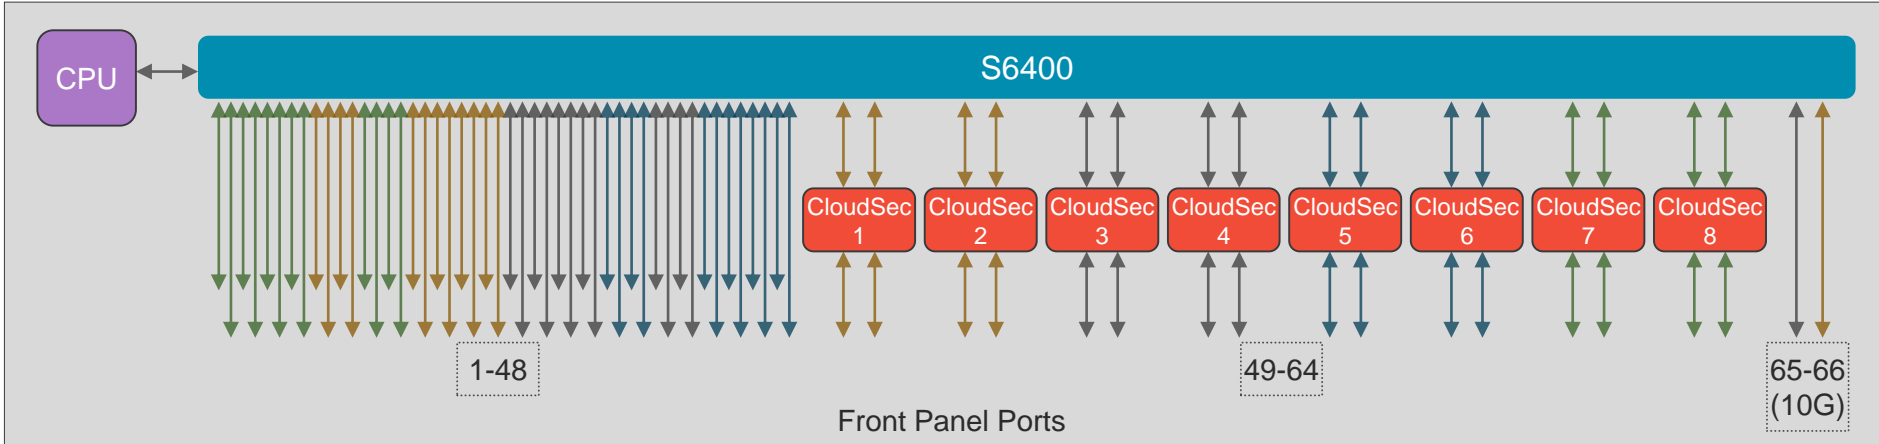 CPU
S6400
CloudSec
1
CloudSec
2
CloudSec
3
CloudSec
4
CloudSec
5
CloudSec
6
CloudSec
7
CloudSec
8
1-48
49-64
65-66
(10G)
Front Panel Ports